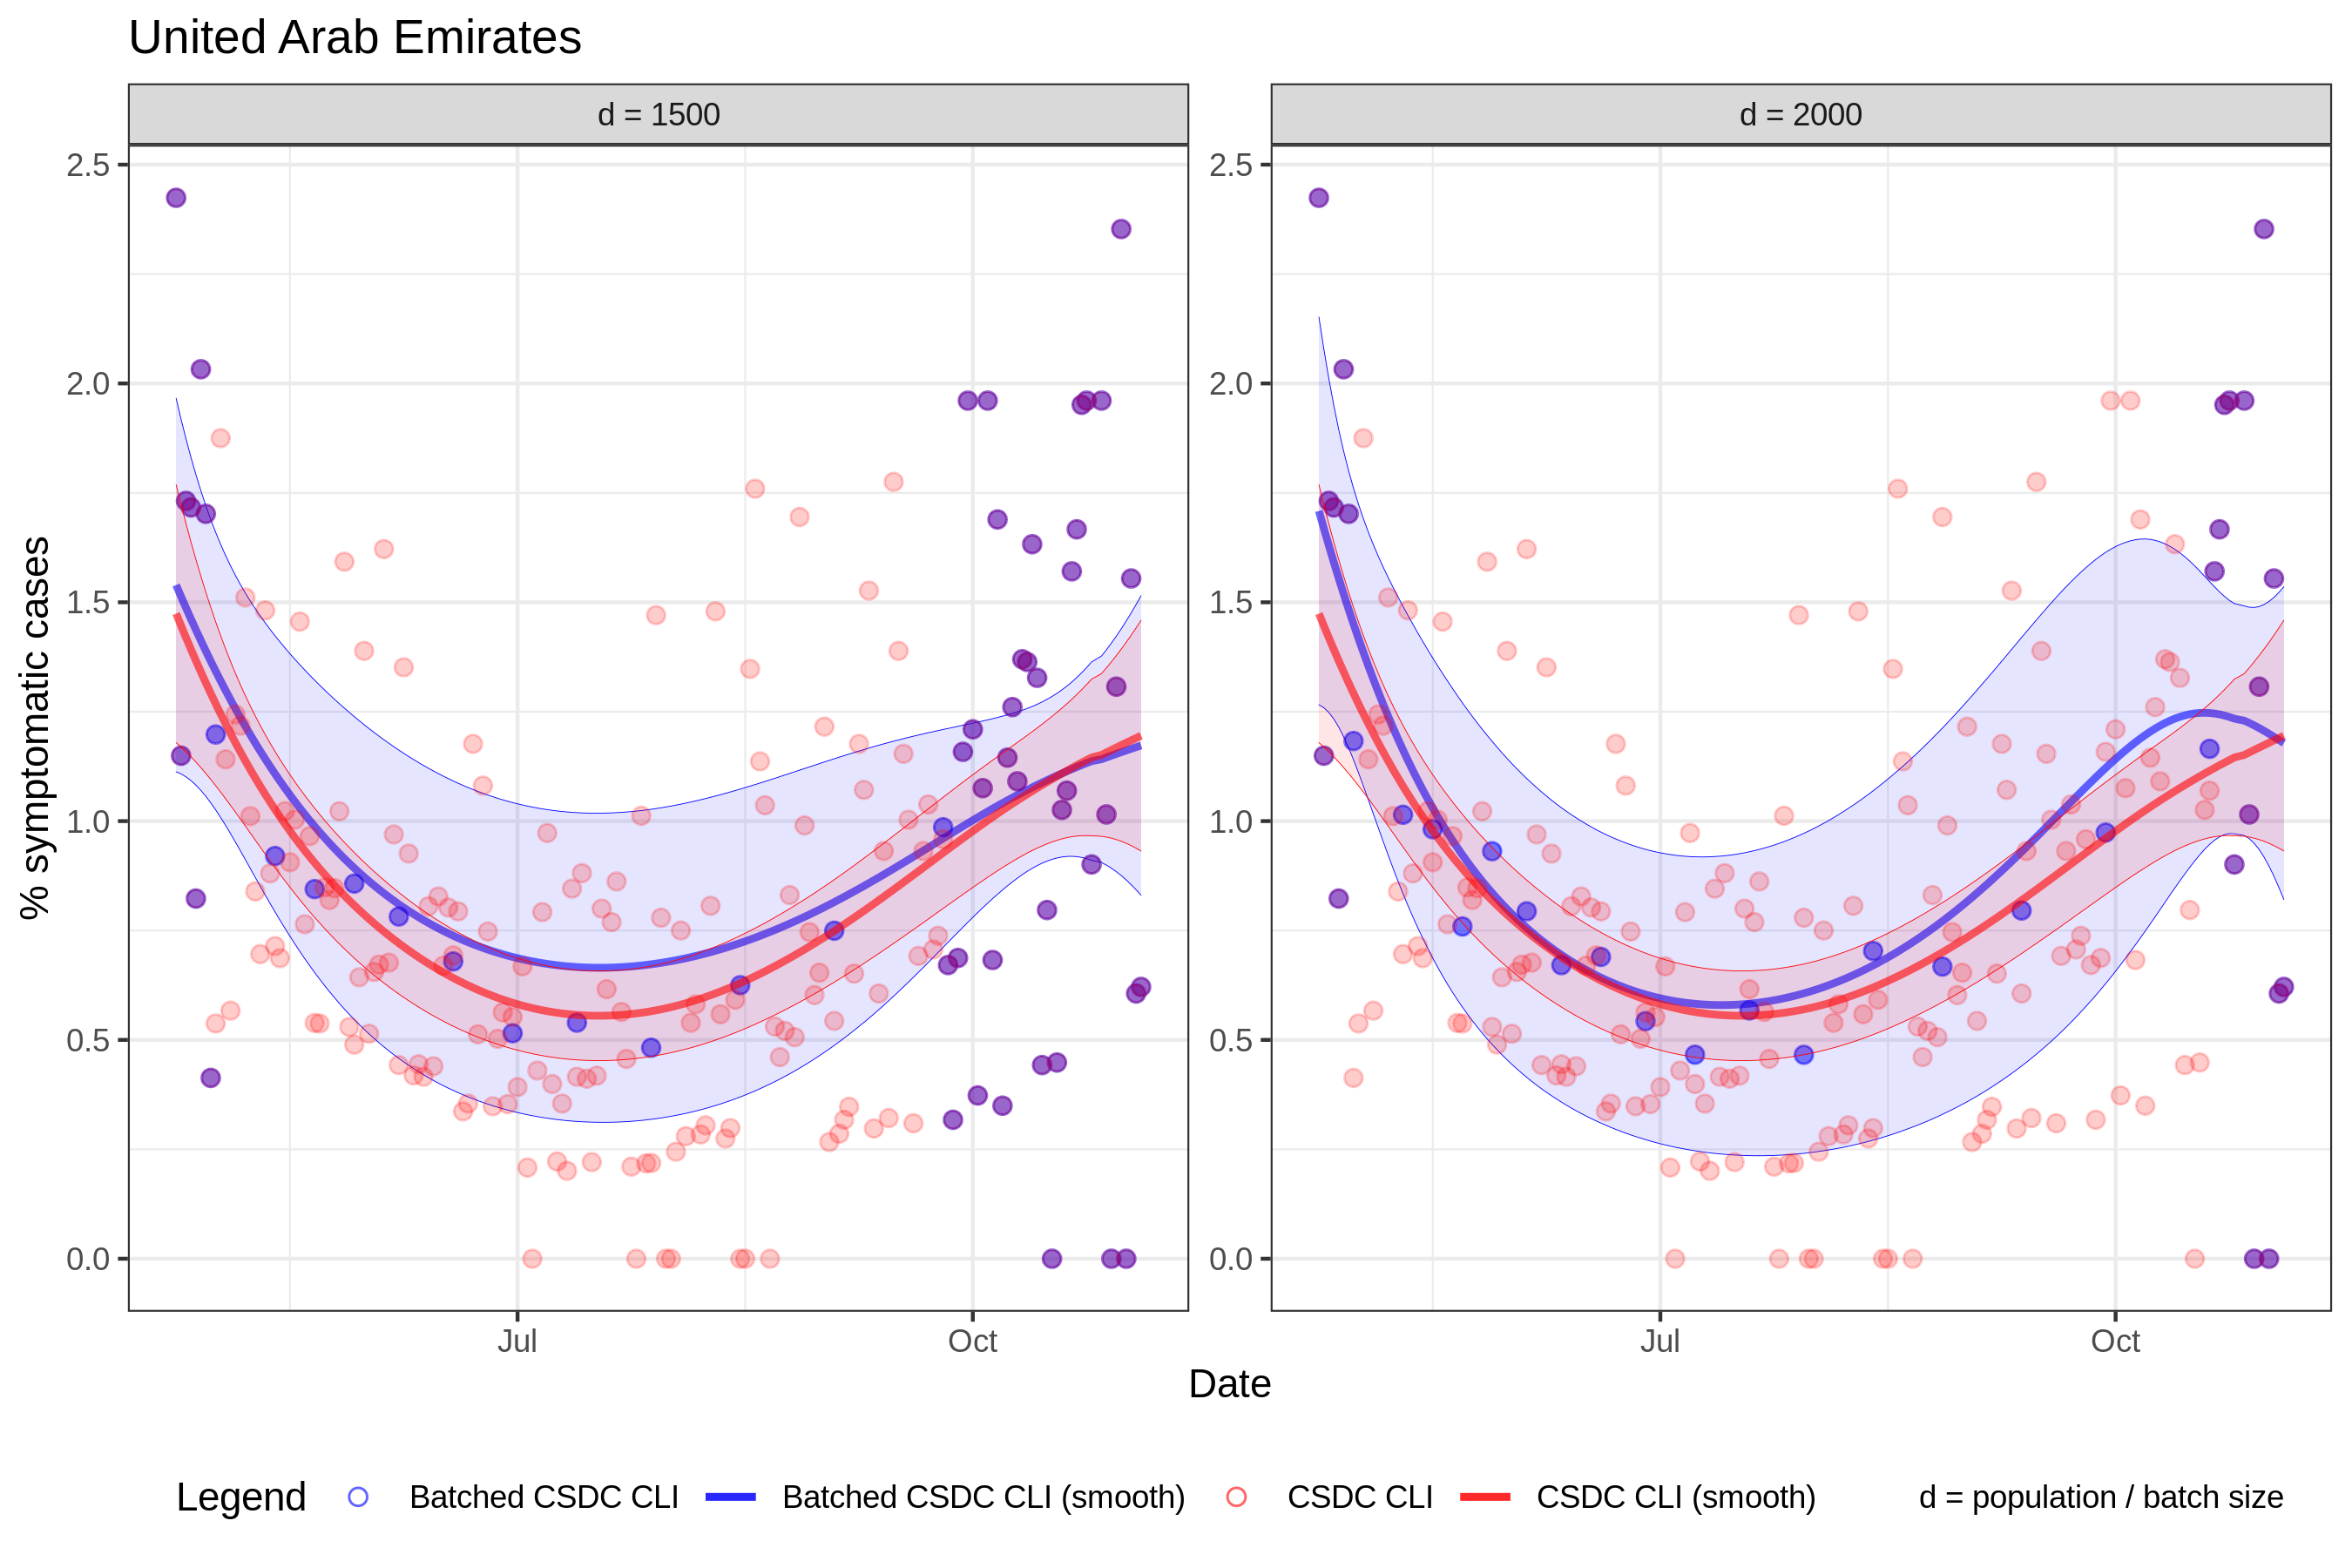 United Arab Emirates
d = 1500
d = 2000
2.5
2.0
1.5
1.0
0.5
0.0
2.5
2.0
1.5
1.0
0.5
0.0
% symptomatic cases
Jul
Oct
Jul
Oct
Date
Legend Batched CSDC CLI Batched CSDC CLI (smooth) CSDC CLI CSDC CLI (smooth) d = population / batch size